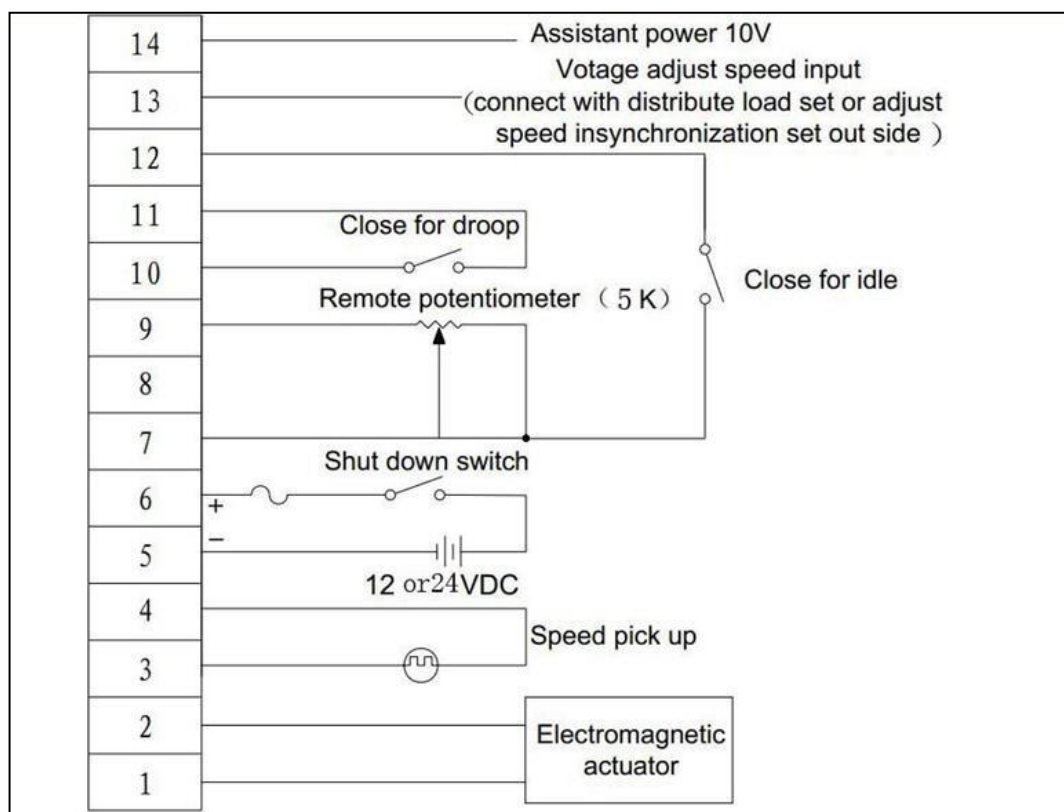 14
Assistant power 10V
Votage adjust speed input
13
(connect with distribute load set or adjust
speed insynchronization set out side )
12
11
Close for droop
10
Close for idle
Remote potentiometer ( 5 K)
9
8
7
Shut down switch
6
+
−
5
12 or24VDC
4
Speed pick up
3
2
Electromagnetic
actuator
1